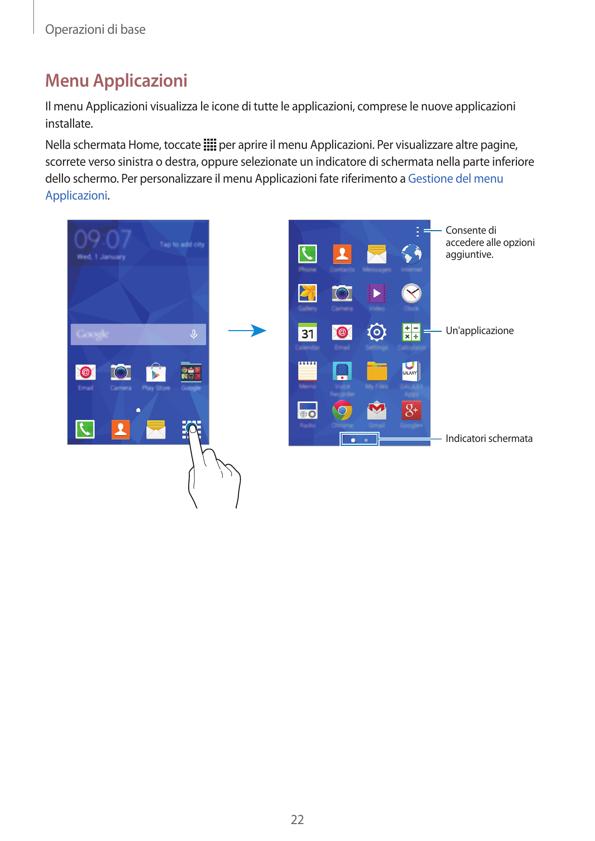 Operazioni di base
Menu Applicazioni
Il menu Applicazioni visualizza le icone di tutte le applicazioni, comprese le nuove applicazioni
installate.
Nella schermata Home, toccate per aprire il menu Applicazioni. Per visualizzare altre pagine,
scorrete verso sinistra o destra, oppure selezionate un indicatore di schermata nella parte inferiore
dello schermo. Per personalizzare il menu Applicazioni fate riferimento a Gestione del menu
Applicazioni.
09:07
Tap to add city
Wed, 1 January
Google
Email Camera Play Store Google
Phone Contacts Messages Internet
Gallery Camera Video Clock
31
Calendar Email Settings Calculator
GALAXY
Memo Voice Recorder My Files GALAXY Apps
g+
Radio Chrome Gmail Google+
Consente di
accedere alle opzioni
aggiuntive.
Un'applicazione
Indicatori schermata
22